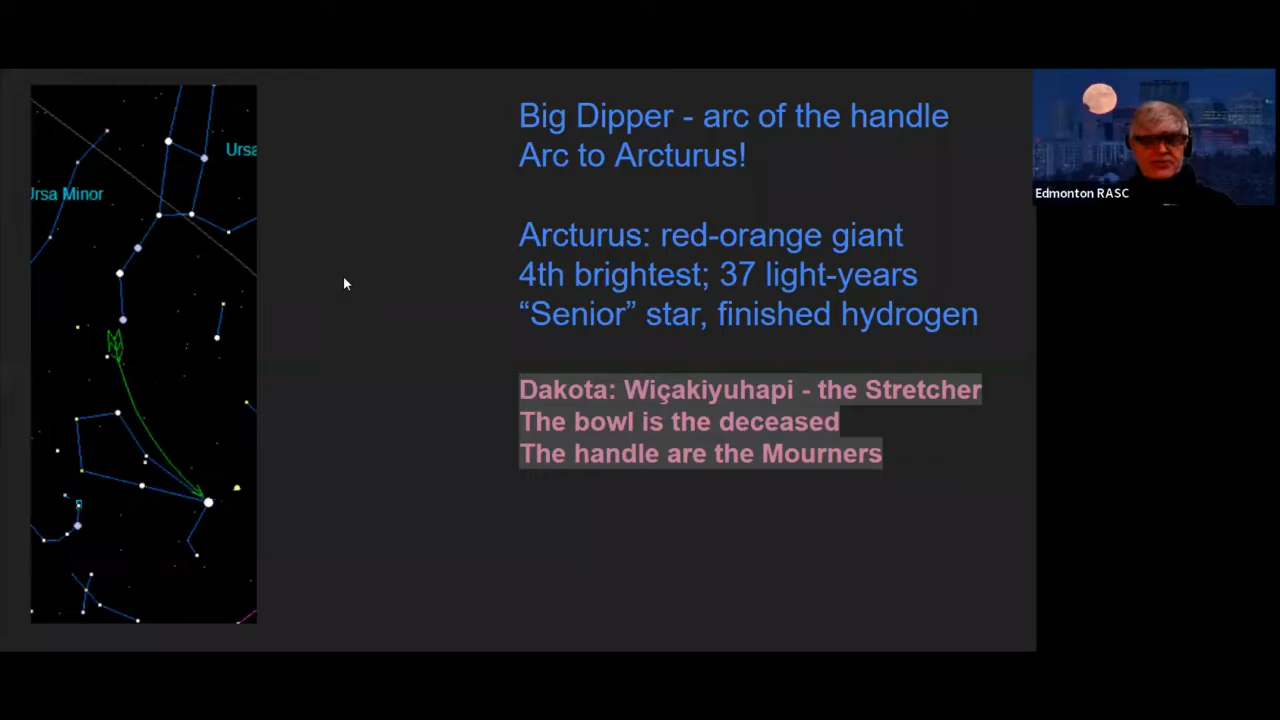 Big Dipper - arc of the handle
Arc to Arcturus!
Arcturus: red-orange giant
4th brightest; 37 light-years
“Senior” star, finished hydrogen
Dakota: Wiçakiyuhapi - the Stretcher
The bowl is the deceased
The handle are the Mourners
Ursa
Ursa Minor
Edmonton RASC